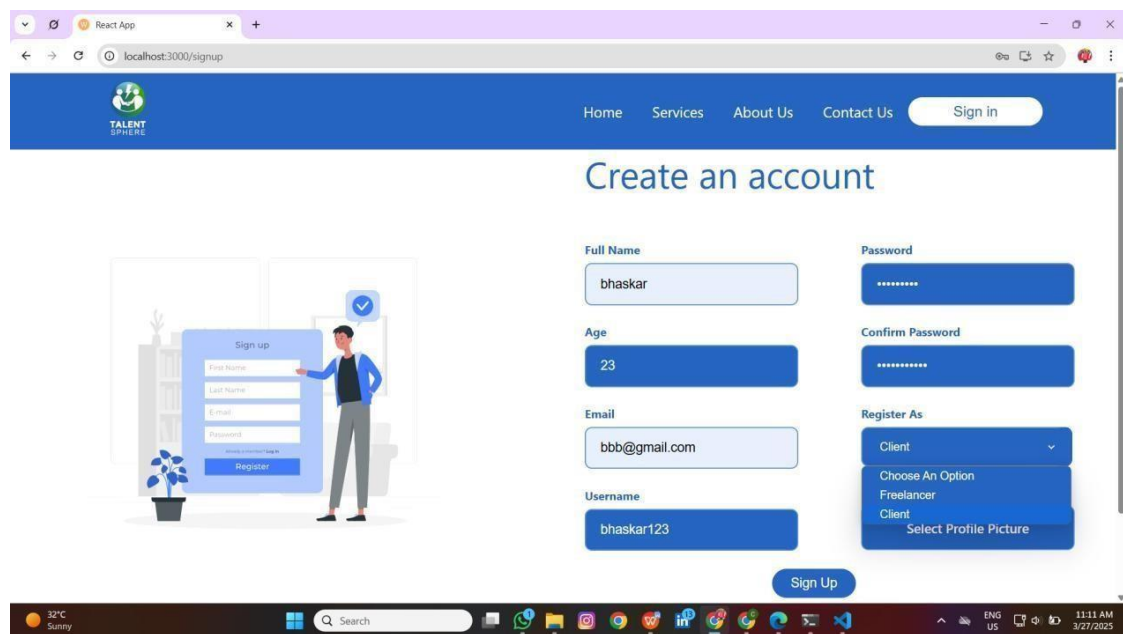 React App
localhost:3000/signup
TALENT
SPHERE
Home Services About Us Contact Us Sign in
Create an account
Full Name
bhaskar
Age
23
Email
bbb@gmail.com
Username
bhaskar123
Password
•••••••••
Confirm Password
••••••••••
Register As
Client
Choose An Option
Freelancer
Client
Select Profile Picture
Sign Up
Sign up
First Name
Last Name
E-mail
Password
Log in
Register
32°C
Sunny
Search
ENG
US
11:11 AM
3/27/2025